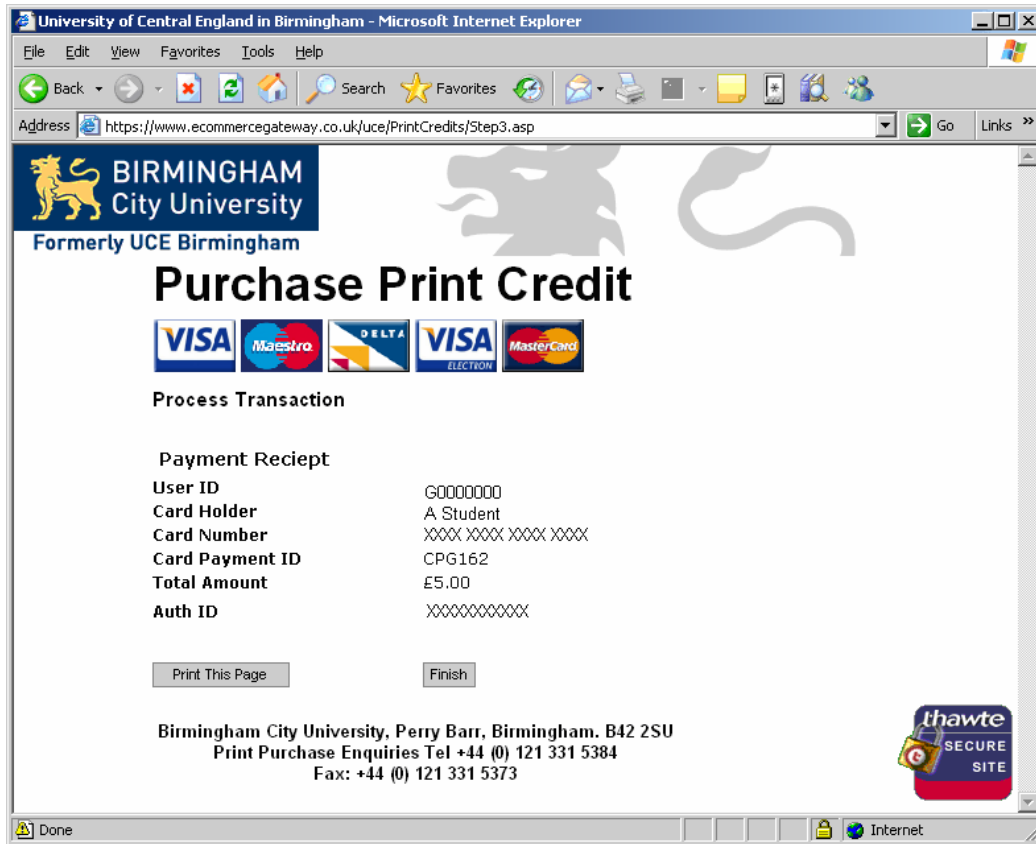 University of Central England in Birmingham - Microsoft Internet Explorer
File Edit View Favorites Tools Help
Back Search Favorites
Address https://www.ecommercegateway.co.uk/uce/PrintCredits/Step3.asp Go Links »
BIRMINGHAM
City University
Formerly UCE Birmingham
Purchase Print Credit
VISA Maestro DELTA VISA ELECTRON MasterCard
Process Transaction
Payment Reciept
User ID G0000000
Card Holder A Student
Card Number XXXX XXXX XXXX XXXX
Card Payment ID CPG162
Total Amount £5.00
Auth ID XXXXXXXXXXX
Print This Page Finish
Birmingham City University, Perry Barr, Birmingham. B42 2SU
Print Purchase Enquiries Tel +44 (0) 121 331 5384
Fax: +44 (0) 121 331 5373
thawte
SECURE
SITE
Done Internet